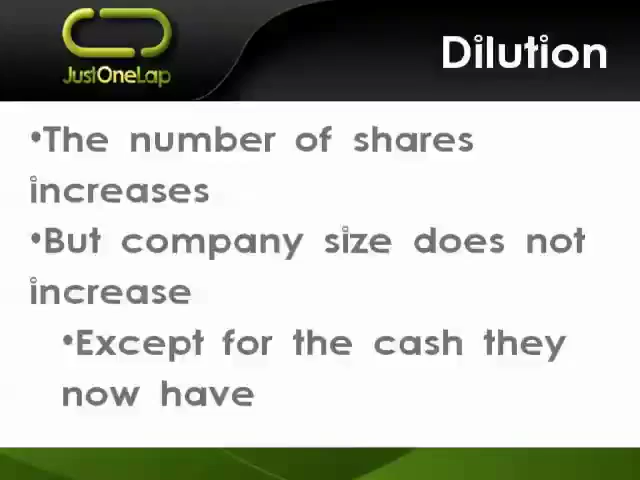 JustOneLap
Dilution
•The number of shares
increases
•But company size does not
increase
•Except for the cash they
now have